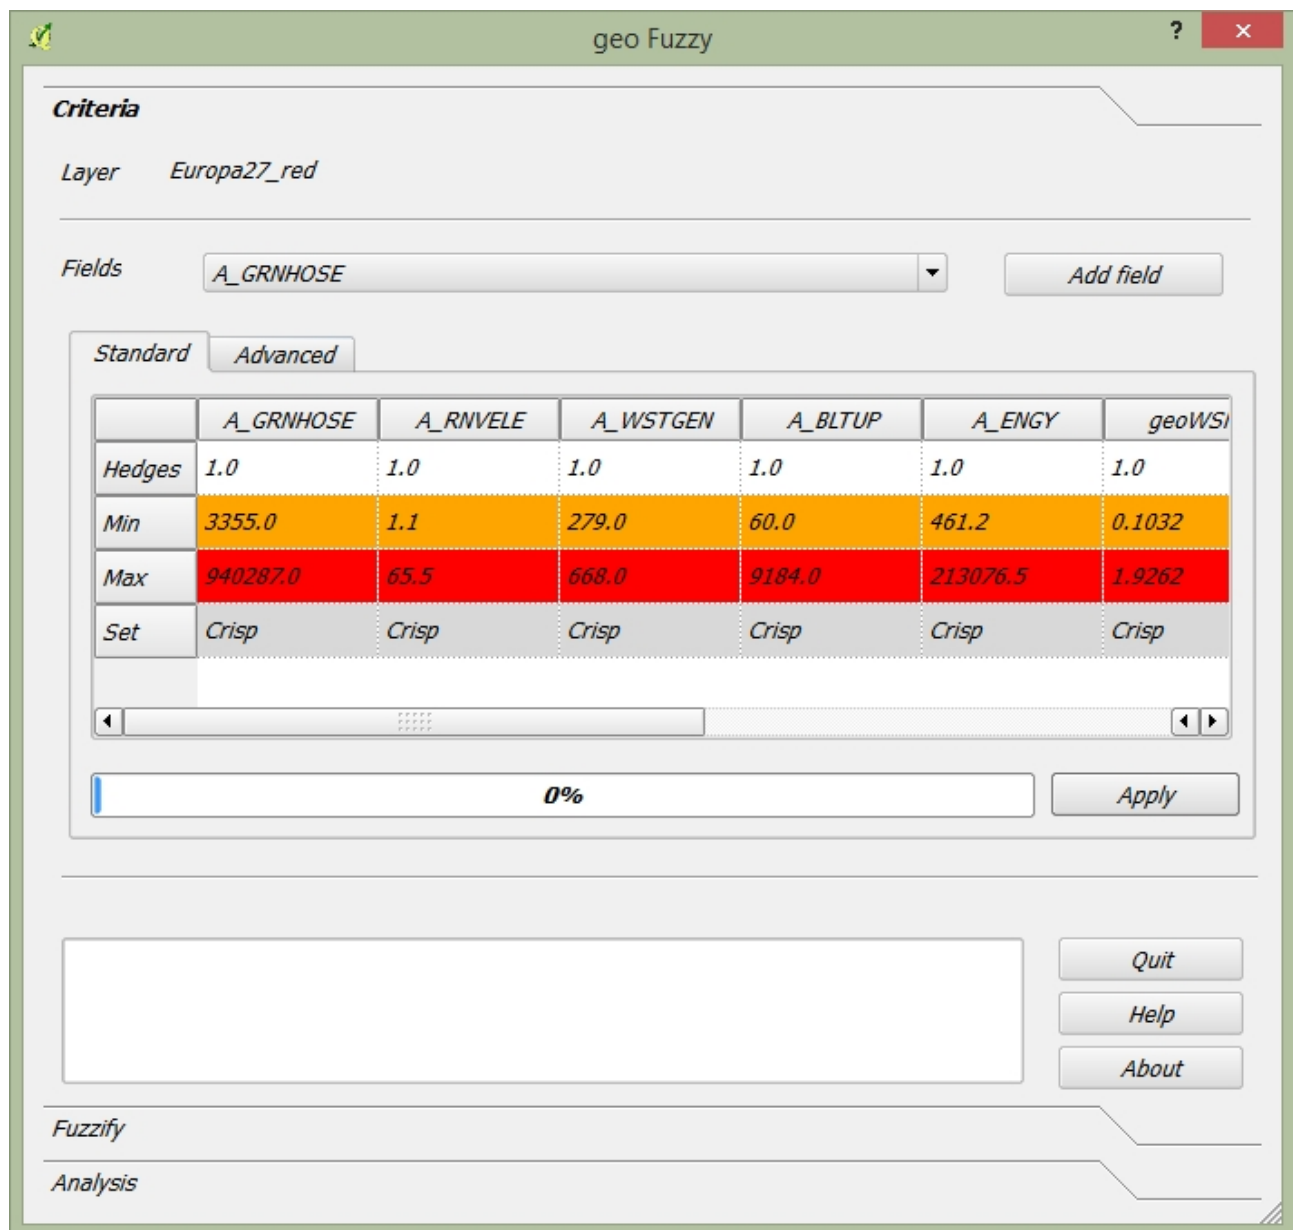 geo Fuzzy ?
Criteria
Layer Europa27_red
Fields A_GRNHOSE Add field
Standard Advanced
A_GRNHOSE A_RNVELE A_WSTGEN A_BLTUP A_ENGY
Hedges 1.0 1.0 1.0 1.0 1.0 1.0
Min 3355.0 1.1 279.0 60.0 461.2 0.1032
Max 940287.0 65.5 668.0 9184.0 213076.5 1.9262
Set Crisp Crisp Crisp Crisp Crisp Crisp
0% Apply
Quit
Help
About
Fuzzify
Analysis